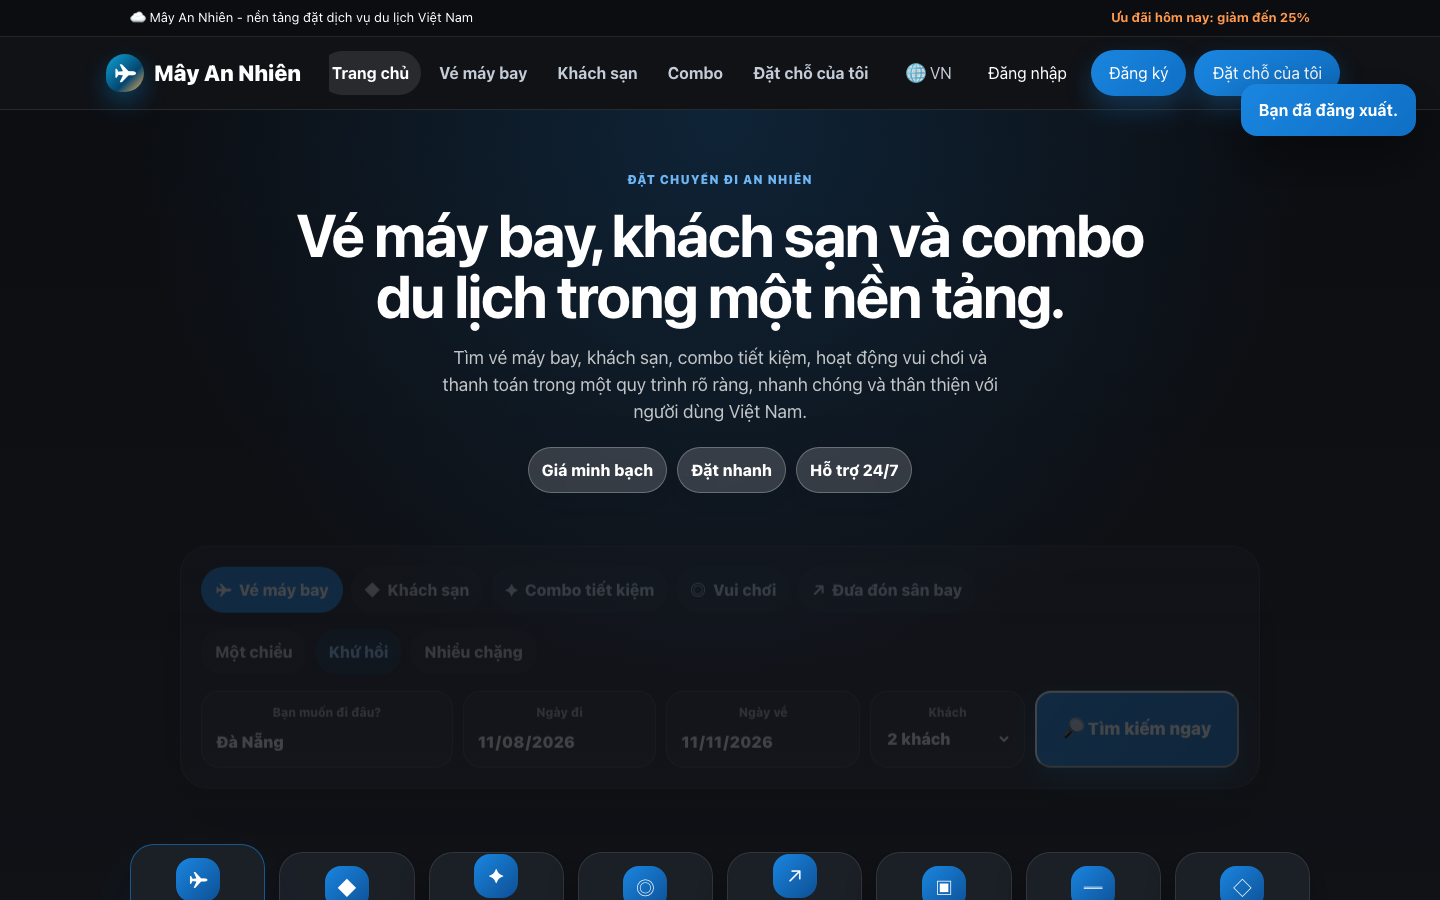 Mây An Nhiên - nền tảng đặt dịch vụ du lịch Việt Nam
Ưu đãi hôm nay: giảm đến 25%
Mây An Nhiên
Trang chủ
Vé máy bay
Khách sạn
Combo
Đặt chỗ của tôi
VN
Đăng nhập
Đăng ký
Đặt chỗ của tôi
Bạn đã đăng xuất.
ĐẶT CHUYẾN ĐI AN NHIÊN
Vé máy bay, khách sạn và combo
du lịch trong một nền tảng.
Tìm vé máy bay, khách sạn, combo tiết kiệm, hoạt động vui chơi và
thanh toán trong một quy trình rõ ràng, nhanh chóng và thân thiện với
người dùng Việt Nam.
Giá minh bạch
Đặt nhanh
Hỗ trợ 24/7
Vé máy bay
Khách sạn
Combo tiết kiệm
Vui chơi
Đưa đón sân bay
Một chiều
Khứ hồi
Nhiều chặng
Bạn muốn đi đâu?
Đà Nẵng
Ngày đi
11/08/2026
Ngày về
11/11/2026
Khách
2 khách
Tìm kiếm ngay